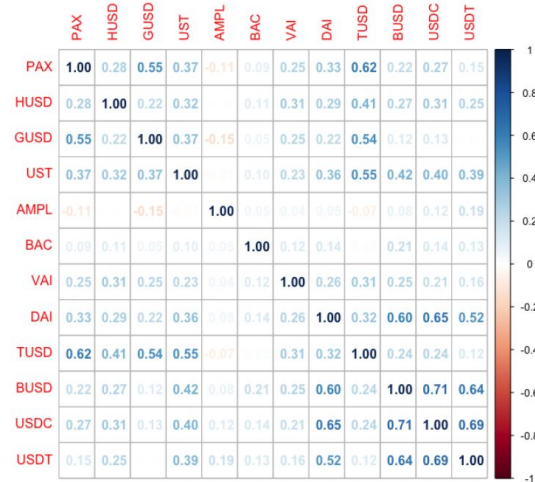 PAX HUSD GUSD UST AMPL BAC VAI DAI TUSD BUSD USDC USDT
PAX 1.00 0.28 0.55 0.37 -0.11 0.09 0.25 0.33 0.62 0.22 0.27 0.15
HUSD 0.28 1.00 0.22 0.32 0.11 0.31 0.29 0.41 0.27 0.31 0.25
GUSD 0.55 0.22 1.00 0.37 -0.15 0.05 0.25 0.22 0.54 0.12 0.13
UST 0.37 0.32 0.37 1.00 0.10 0.23 0.36 0.55 0.42 0.40 0.39
AMPL -0.11 -0.15 1.00 0.05 0.04 0.05 -0.07 0.08 0.12 0.19
BAC 0.09 0.11 0.05 0.10 0.05 1.00 0.12 0.14 0.21 0.14 0.13
VAI 0.25 0.31 0.25 0.23 0.04 0.12 1.00 0.26 0.31 0.25 0.21 0.16
DAI 0.33 0.29 0.22 0.36 0.05 0.14 0.26 1.00 0.32 0.60 0.65 0.52
TUSD 0.62 0.41 0.54 0.55 -0.07 0.31 0.32 1.00 0.24 0.24 0.12
BUSD 0.22 0.27 0.12 0.42 0.08 0.21 0.25 0.60 0.24 1.00 0.71 0.64
USDC 0.27 0.31 0.13 0.40 0.12 0.14 0.21 0.65 0.24 0.71 1.00 0.69
USDT 0.15 0.25 0.39 0.19 0.13 0.16 0.52 0.12 0.64 0.69 1.00
1
0.8
0.6
0.4
0.2
0
-0.2
-0.4
-0.6
-0.8
-1